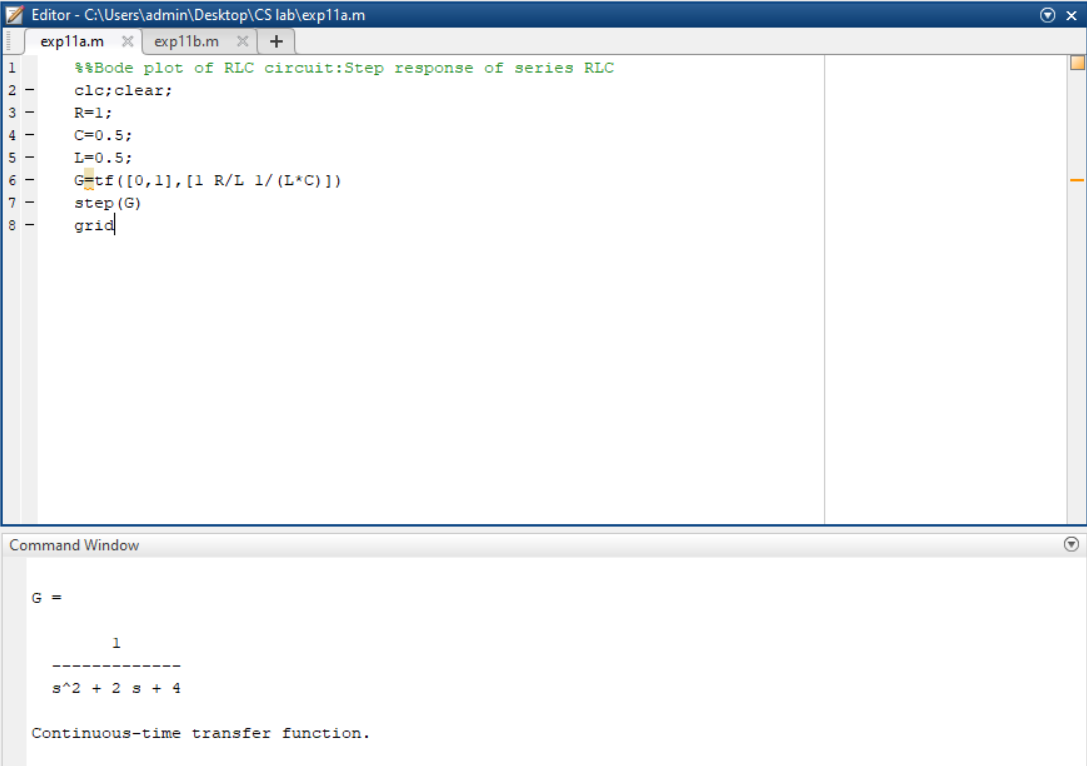 Editor - C:\Users\admin\Desktop\CS lab\exp11a.m
exp11a.m exp11b.m +
1 %%Bode plot of RLC circuit:Step response of series RLC
2 - clc;clear;
3 - R=1;
4 - C=0.5;
5 - L=0.5;
6 - G=tf([0,1],[1 R/L 1/(L*C)])
7 - step(G)
8 - grid
Command Window
G =
1
-------------
s^2 + 2 s + 4
Continuous-time transfer function.